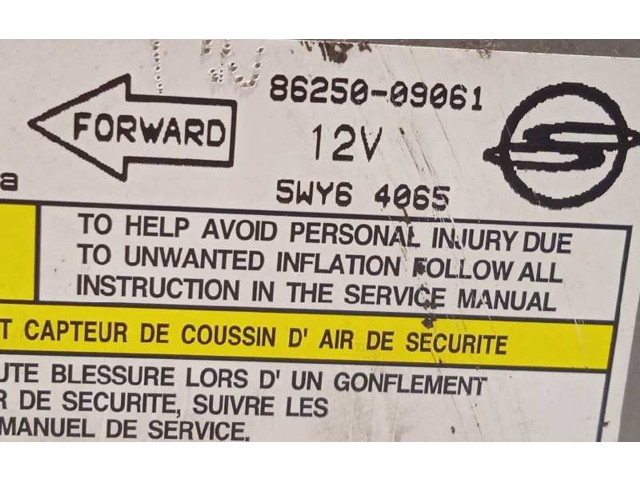 86250-09061
FORWARD
12V
a
5WY6 4065
TO HELP AVOID PERSONAL INJURY DUE
TO UNWANTED INFLATION FOLLOW ALL
INSTRUCTION IN THE SERVICE MANUAL
T CAPTEUR DE COUSSIN D' AIR DE SECURITE
UTE BLESSURE LORS D' UN GONFLEMENT
R DE SECURITE, SUIVRE LES
MANUEL DE SERVICE.